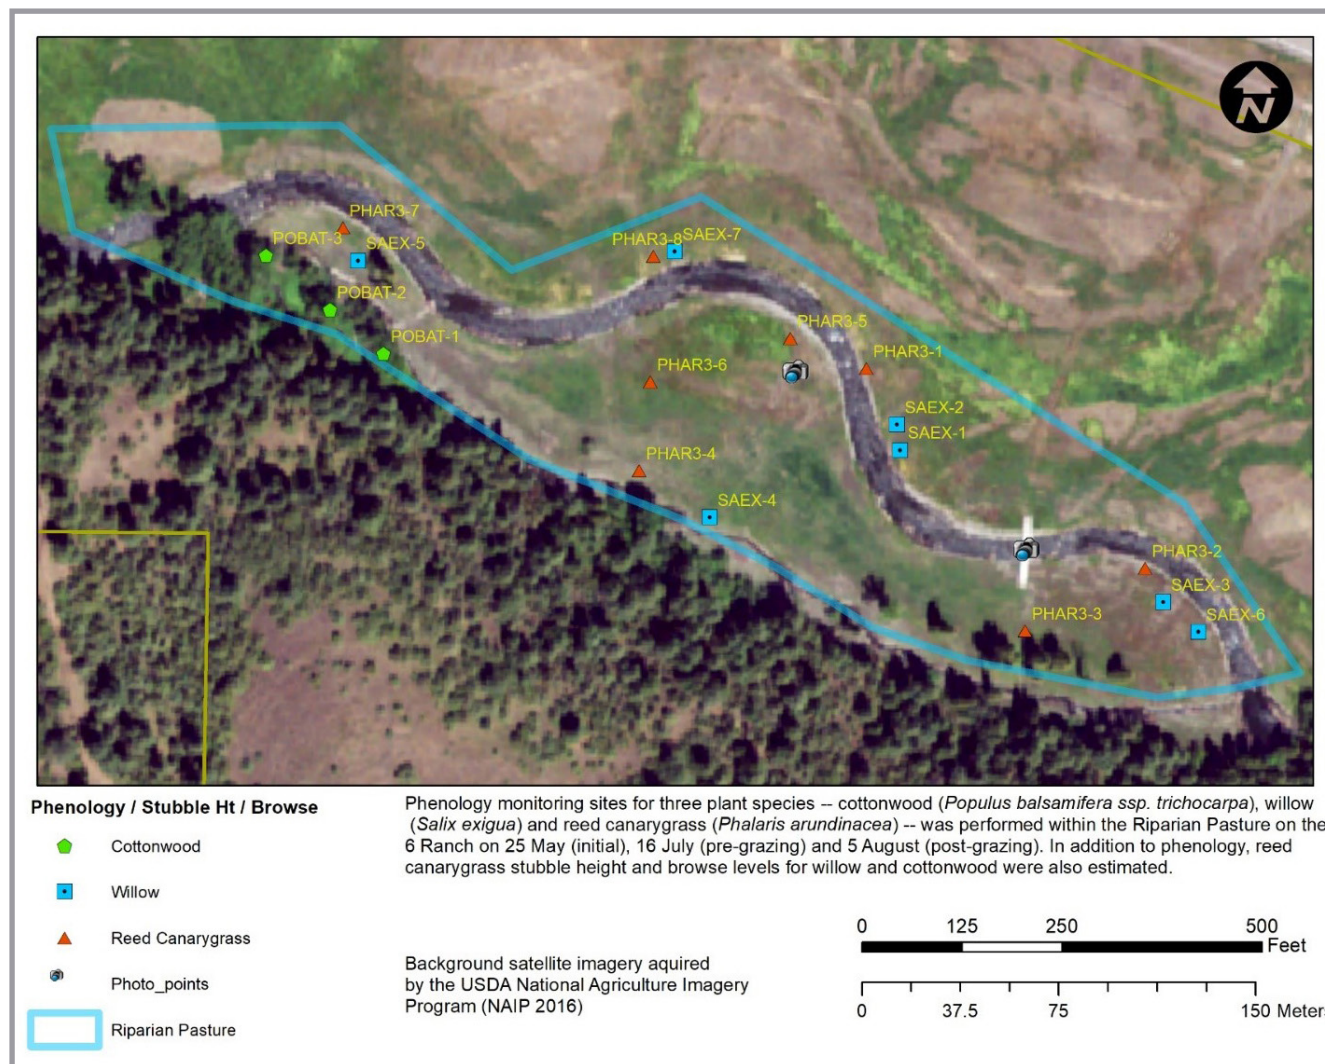 N
PHAR3-7
POBAT-3
SAEX-5
PHAR3-8
SAEX-7
POBAT-2
POBAT-1
PHAR3-5
PHAR3-1
PHAR3-6
SAEX-2
SAEX-1
PHAR3-4
SAEX-4
PHAR3-2
SAEX-3
PHAR3-3
SAEX-6
Phenology / Stubble Ht / Browse
Cottonwood
Willow
Reed Canarygrass
Photo_points
Riparian Pasture
Phenology monitoring sites for three plant species -- cottonwood (Populus balsamifera ssp. trichocarpa), willow
(Salix exigua) and reed canarygrass (Phalaris arundinacea) -- was performed within the Riparian Pasture on the
6 Ranch on 25 May (initial), 16 July (pre-grazing) and 5 August (post-grazing). In addition to phenology, reed
canarygrass stubble height and browse levels for willow and cottonwood were also estimated.
Background satellite imagery aquired
by the USDA National Agriculture Imagery
Program (NAIP 2016)
0 125 250 500
Feet
0 37.5 75 150 Meters